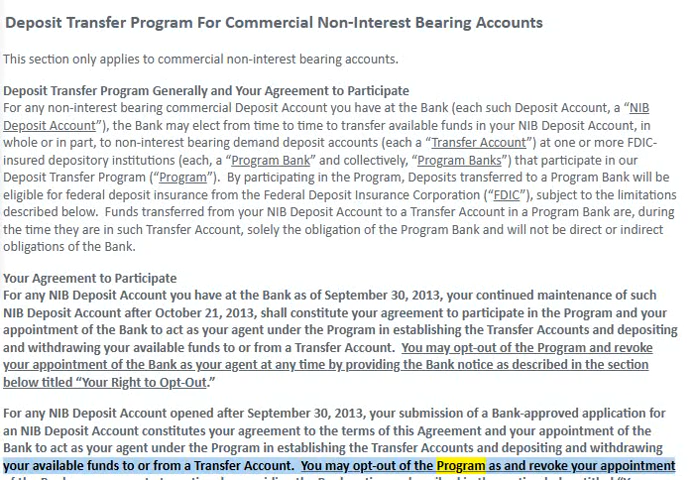 Deposit Transfer Program For Commercial Non-Interest Bearing Accounts
This section only applies to commercial non-interest bearing accounts.
Deposit Transfer Program Generally and Your Agreement to Participate
For any non-interest bearing commercial Deposit Account you have at the Bank (each such Deposit Account, a “NIB
Deposit Account”), the Bank may elect from time to time to transfer available funds in your NIB Deposit Account, in
whole or in part, to non-interest bearing demand deposit accounts (each a “Transfer Account”) at one or more FDIC-
insured depository institutions (each, a “Program Bank” and collectively, “Program Banks”) that participate in our
Deposit Transfer Program (“Program”).  By participating in the Program, Deposits transferred to a Program Bank will be
eligible for federal deposit insurance from the Federal Deposit Insurance Corporation (“FDIC”), subject to the limitations
described below.  Funds transferred from your NIB Deposit Account to a Transfer Account in a Program Bank are, during
the time they are in such Transfer Account, solely the obligation of the Program Bank and will not be direct or indirect
obligations of the Bank.
Your Agreement to Participate
For any NIB Deposit Account you have at the Bank as of September 30, 2013, your continued maintenance of such
NIB Deposit Account after October 21, 2013, shall constitute your agreement to participate in the Program and your
appointment of the Bank to act as your agent under the Program in establishing the Transfer Accounts and depositing
and withdrawing your available funds to or from a Transfer Account.  You may opt-out of the Program and revoke
your appointment of the Bank as your agent at any time by providing the Bank notice as described in the section
below titled “Your Right to Opt-Out.”
For any NIB Deposit Account opened after September 30, 2013, your submission of a Bank-approved application for
an NIB Deposit Account constitutes your agreement to the terms of this Agreement and your appointment of the
Bank to act as your agent under the Program in establishing the Transfer Accounts and depositing and withdrawing
your available funds to or from a Transfer Account.  You may opt-out of the Program as and revoke your appointment